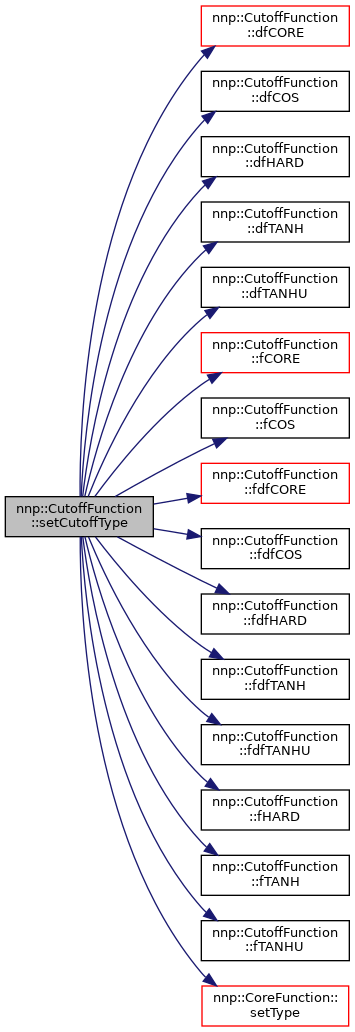 nnp::CutoffFunction
::dfCORE
nnp::CutoffFunction
::dfCOS
nnp::CutoffFunction
::dfHARD
nnp::CutoffFunction
::dfTANH
nnp::CutoffFunction
::dfTANHU
nnp::CutoffFunction
::fCORE
nnp::CutoffFunction
::fCOS
nnp::CutoffFunction
::setCutoffType
nnp::CutoffFunction
::fdfCORE
nnp::CutoffFunction
::fdfCOS
nnp::CutoffFunction
::fdfHARD
nnp::CutoffFunction
::fdfTANH
nnp::CutoffFunction
::fdfTANHU
nnp::CutoffFunction
::fHARD
nnp::CutoffFunction
::fTANH
nnp::CutoffFunction
::fTANHU
nnp::CoreFunction::
setType